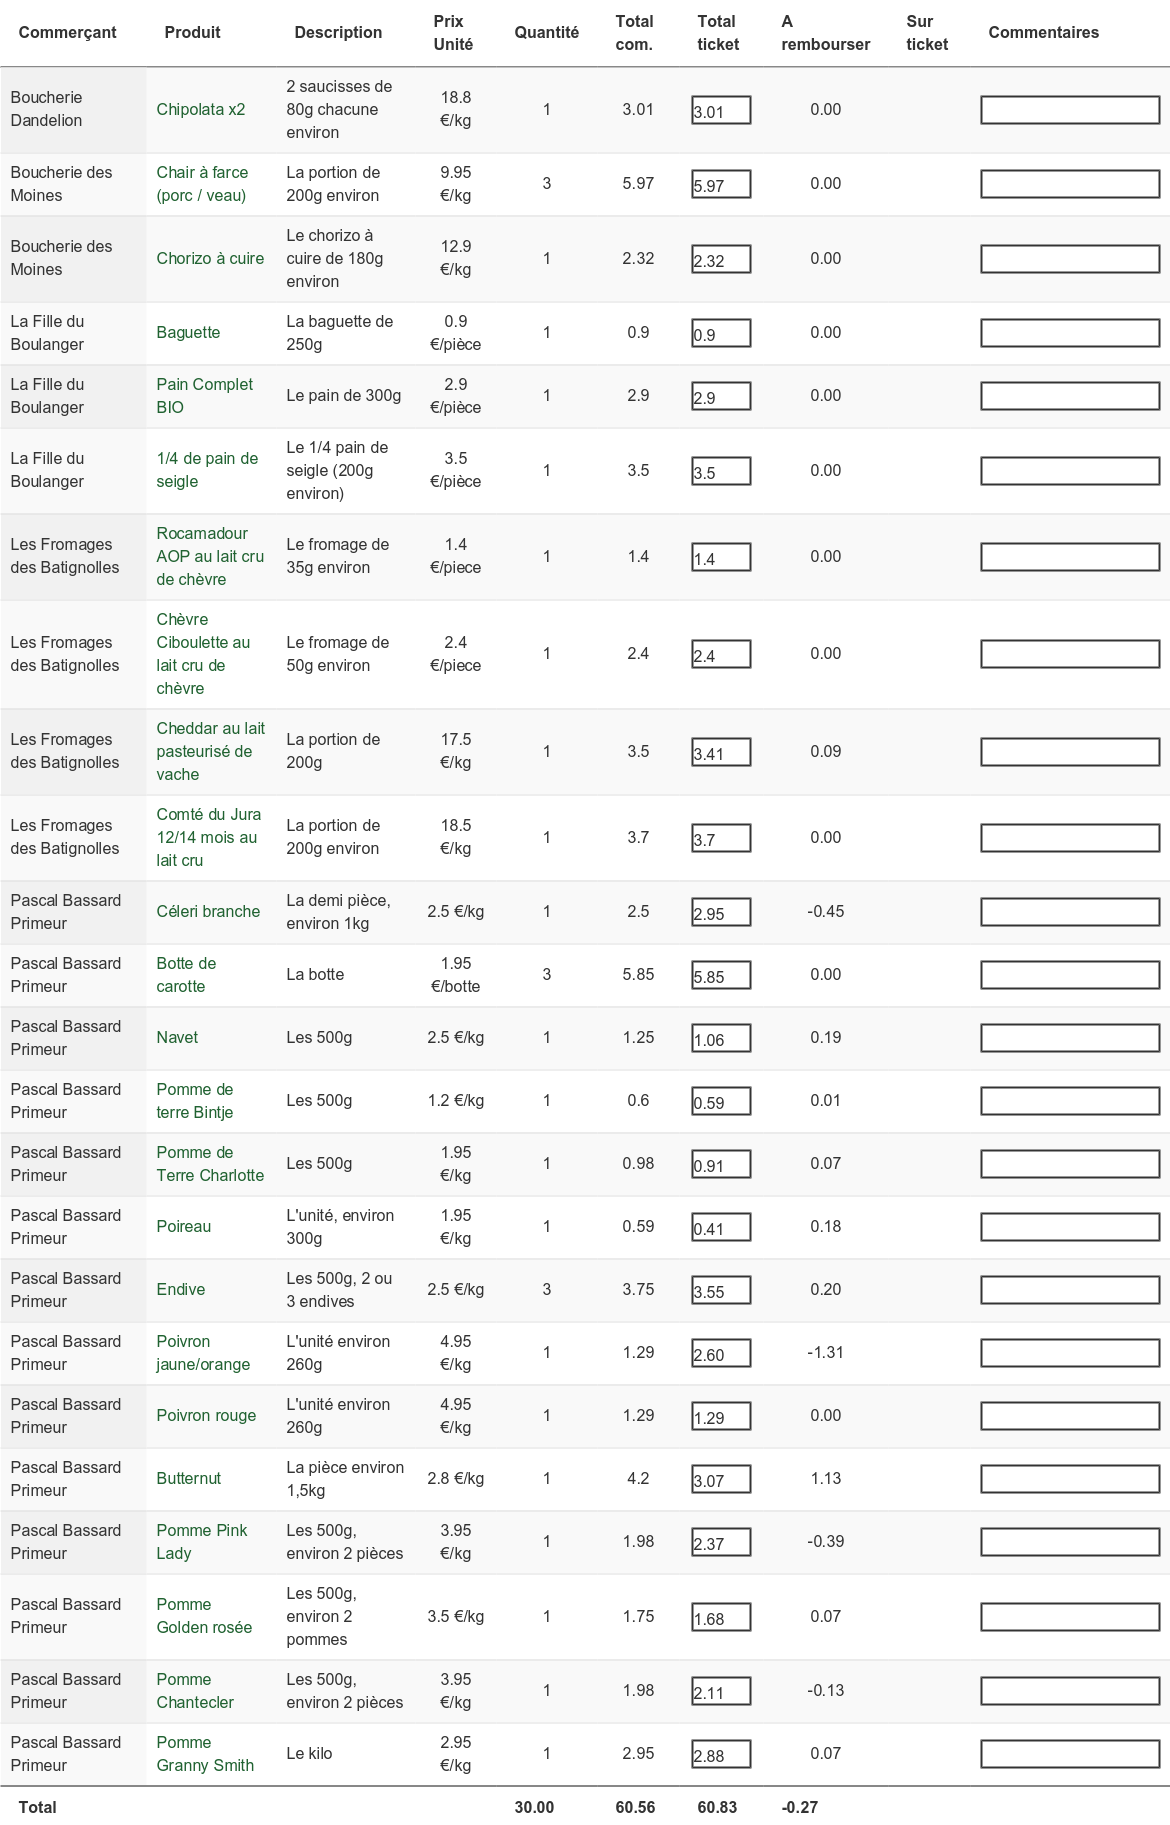 Commerçant Produit Description Prix Unité Quantité Total com. Total ticket A rembourser Sur ticket Commentaires
Boucherie Dandelion Chipolata x2 2 saucisses de 80g chacune environ 18.8 €/kg 1 3.01 3.01 0.00
Boucherie des Moines Chair à farce (porc / veau) La portion de 200g environ 9.95 €/kg 3 5.97 5.97 0.00
Boucherie des Moines Chorizo à cuire Le chorizo à cuire de 180g environ 12.9 €/kg 1 2.32 2.32 0.00
La Fille du Boulanger Baguette La baguette de 250g 0.9 €/pièce 1 0.9 0.9 0.00
La Fille du Boulanger Pain Complet BIO Le pain de 300g 2.9 €/pièce 1 2.9 2.9 0.00
La Fille du Boulanger 1/4 de pain de seigle Le 1/4 pain de seigle (200g environ) 3.5 €/pièce 1 3.5 3.5 0.00
Les Fromages des Batignolles Rocamadour AOP au lait cru de chèvre Le fromage de 35g environ 1.4 €/piece 1 1.4 1.4 0.00
Les Fromages des Batignolles Chèvre Ciboulette au lait cru de chèvre Le fromage de 50g environ 2.4 €/piece 1 2.4 2.4 0.00
Les Fromages des Batignolles Cheddar au lait pasteurisé de vache La portion de 200g 17.5 €/kg 1 3.5 3.41 0.09
Les Fromages des Batignolles Comté du Jura 12/14 mois au lait cru La portion de 200g environ 18.5 €/kg 1 3.7 3.7 0.00
Pascal Bassard Primeur Céleri branche La demi pièce, environ 1kg 2.5 €/kg 1 2.5 2.95 -0.45
Pascal Bassard Primeur Botte de carotte La botte 1.95 €/botte 3 5.85 5.85 0.00
Pascal Bassard Primeur Navet Les 500g 2.5 €/kg 1 1.25 1.06 0.19
Pascal Bassard Primeur Pomme de terre Bintje Les 500g 1.2 €/kg 1 0.6 0.59 0.01
Pascal Bassard Primeur Pomme de Terre Charlotte Les 500g 1.95 €/kg 1 0.98 0.91 0.07
Pascal Bassard Primeur Poireau L'unité, environ 300g 1.95 €/kg 1 0.59 0.41 0.18
Pascal Bassard Primeur Endive Les 500g, 2 ou 3 endives 2.5 €/kg 3 3.75 3.55 0.20
Pascal Bassard Primeur Poivron jaune/orange L'unité environ 260g 4.95 €/kg 1 1.29 2.60 -1.31
Pascal Bassard Primeur Poivron rouge L'unité environ 260g 4.95 €/kg 1 1.29 1.29 0.00
Pascal Bassard Primeur Butternut La pièce environ 1,5kg 2.8 €/kg 1 4.2 3.07 1.13
Pascal Bassard Primeur Pomme Pink Lady Les 500g, environ 2 pièces 3.95 €/kg 1 1.98 2.37 -0.39
Pascal Bassard Primeur Pomme Golden rosée Les 500g, environ 2 pommes 3.5 €/kg 1 1.75 1.68 0.07
Pascal Bassard Primeur Pomme Chantecler Les 500g, environ 2 pièces 3.95 €/kg 1 1.98 2.11 -0.13
Pascal Bassard Primeur Pomme Granny Smith Le kilo 2.95 €/kg 1 2.95 2.88 0.07
Total 30.00 60.56 60.83 -0.27